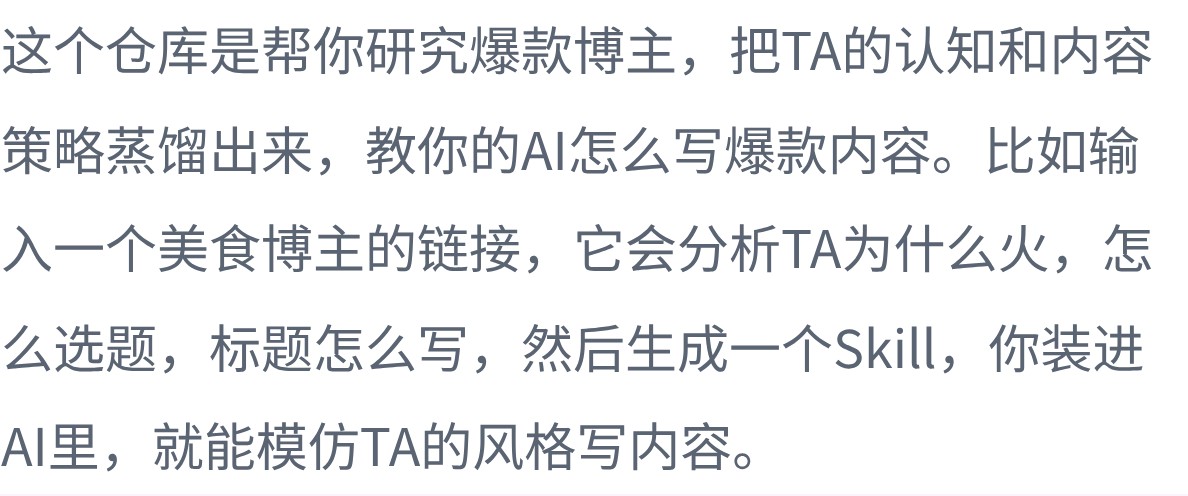 这个仓库是帮你研究爆款博主，把TA的认知和内容
策略蒸馏出来，教你的AI怎么写爆款内容。比如输
入一个美食博主的链接，它会分析TA为什么火，怎
么选题，标题怎么写，然后生成一个Skill，你装进
AI里，就能模仿TA的风格写内容。